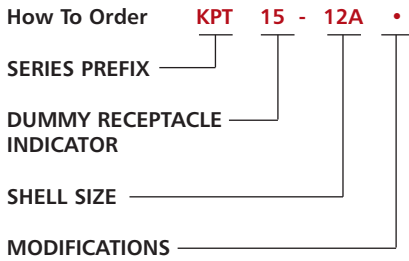 How To Order KPT 15 - 12A •
SERIES PREFIX
DUMMY RECEPTACLE
INDICATOR
SHELL SIZE
MODIFICATIONS